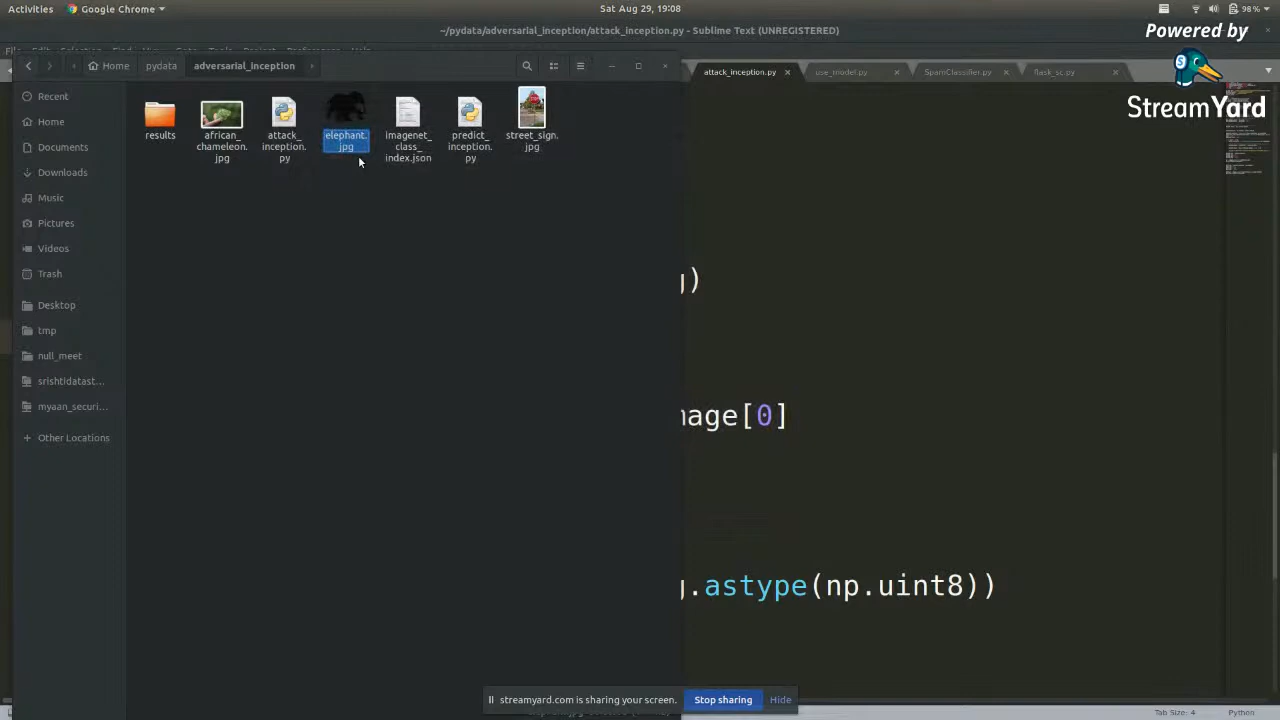 Activities
Google Chrome
Sat Aug 29, 19:08
98%
~/pydata/adversarial_inception/attack_inception.py - Sublime Text (UNREGISTERED)
Powered by
StreamYard
Home
pydata
adversarial_inception
attack_inception.py
use_model.py
SpamClassifier.py
flask_sc.py
Recent
Home
Documents
Downloads
Music
Pictures
Videos
Trash
Desktop
tmp
null_meet
srishtidatast...
myaan_securi...
Other Locations
results
african_
chameleon.
jpg
attack_
inception.
py
elephant.
jpg
imagenet_
class_
index.json
predict_
inception.
py
street_sign.
jpg
g)
mage[0]
g.astype(np.uint8))
streamyard.com is sharing your screen.
Stop sharing
Hide
Tab Size: 4
Python